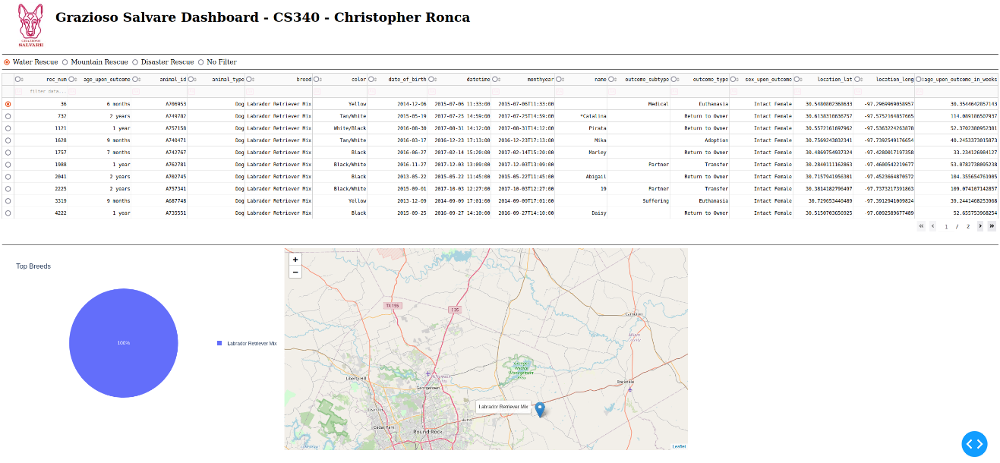 Grazioso Salvare Dashboard - CS340 - Christopher Ronca
GRAZIOSO
SALVARE
Water Rescue Mountain Rescue Disaster Rescue No Filter
rec_num age_upon_outcome animal_id animal_type breed color date_of_birth datetime monthyear name outcome_subtype outcome_type sex_upon_outcome location_lat location_long age_upon_outcome_in_weeks
filter data...
36 6 months A706953 Dog Labrador Retriever Mix Yellow 2014-12-06 2015-07-06 11:33:00 2015-07-06T11:33:00 Medical Euthanasia Intact Female 30.5480802368633 -97.2969969058957 30.3544642857143
732 2 years A749782 Dog Labrador Retriever Mix Tan/White 2015-05-19 2017-07-25 14:59:00 2017-07-25T14:59:00 *Catalina Return to Owner Intact Female 30.6138318636757 -97.5752164857665 114.089186507937
1121 1 year A757158 Dog Labrador Retriever Mix White/Black 2016-08-30 2017-08-31 14:12:00 2017-08-31T14:12:00 Pirata Return to Owner Intact Female 30.5572161697962 -97.5363224263878 52.3702380952381
1628 9 months A740471 Dog Labrador Retriever Mix Tan/White 2016-03-17 2016-12-23 17:13:00 2016-12-23T17:13:00 Mika Adoption Intact Female 30.7569243032341 -97.7392549176654 40.2453373015873
1757 7 months A742767 Dog Labrador Retriever Mix Black 2016-06-27 2017-02-14 15:20:00 2017-02-14T15:20:00 Marley Return to Owner Intact Female 30.4869754937324 -97.4280017197358 33.234126984127
1988 1 year A762781 Dog Labrador Retriever Mix Black/White 2016-11-27 2017-12-03 13:09:00 2017-12-03T13:09:00 Partner Transfer Intact Female 30.2840111162863 -97.4600542219677 53.0782738095238
2041 2 years A702745 Dog Labrador Retriever Mix Black 2013-05-22 2015-05-22 11:45:00 2015-05-22T11:45:00 Abigail Return to Owner Intact Female 30.7157941956301 -97.4523664870572 104.355654761905
2225 2 years A757341 Dog Labrador Retriever Mix Black/White 2015-09-01 2017-10-03 12:27:00 2017-10-03T12:27:00 19 Partner Transfer Intact Female 30.3814182796497 -97.7373217391863 109.074107142857
3319 9 months A687748 Dog Labrador Retriever Mix Yellow 2013-12-09 2014-09-09 17:01:00 2014-09-09T17:01:00 Suffering Euthanasia Intact Female 30.729653440489 -97.3912941009824 39.2441468253968
4222 1 year A735551 Dog Labrador Retriever Mix Black 2015-09-25 2016-09-27 14:10:00 2016-09-27T14:10:00 Daisy Return to Owner Intact Female 30.5150703656925 -97.6092589677489 52.655753968254
1 / 2
Top Breeds
100%
Labrador Retriever Mix
+
−
TX 195
I 35
Cameron
Milam
County
Granger
Wildlife
Management
Area
Liberty Hill
Georgetown
Rockdale
Leander
Cedar Park
Hutto
Round Rock
Labrador Retriever Mix
Leaflet